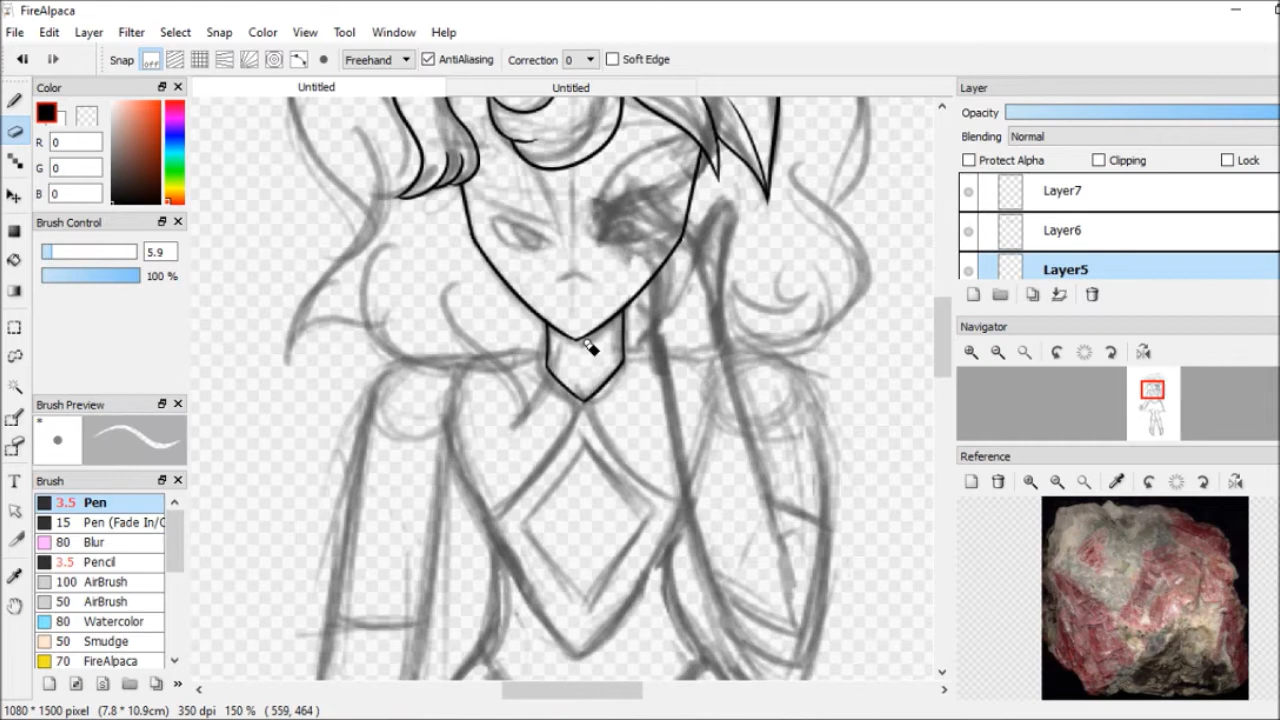 FireAlpaca
File Edit Layer Filter Select Snap Color View Tool Window Help
Snap off Freehand AntiAliasing Correction 0 Soft Edge
Color
R 0
G 0
B 0
Brush Control
5.9
100 %
Brush Preview
*
Brush
3.5 Pen
15 Pen (Fade In/O
80 Blur
3.5 Pencil
100 AirBrush
50 AirBrush
80 Watercolor
50 Smudge
70 FireAlpaca
Untitled Untitled
Layer
Opacity
Blending Normal
Protect Alpha Clipping Lock
Layer7
Layer6
Layer5
Navigator
Reference
1080 * 1500 pixel (7.8 * 10.9cm) 350 dpi 150 % ( 559, 464 )